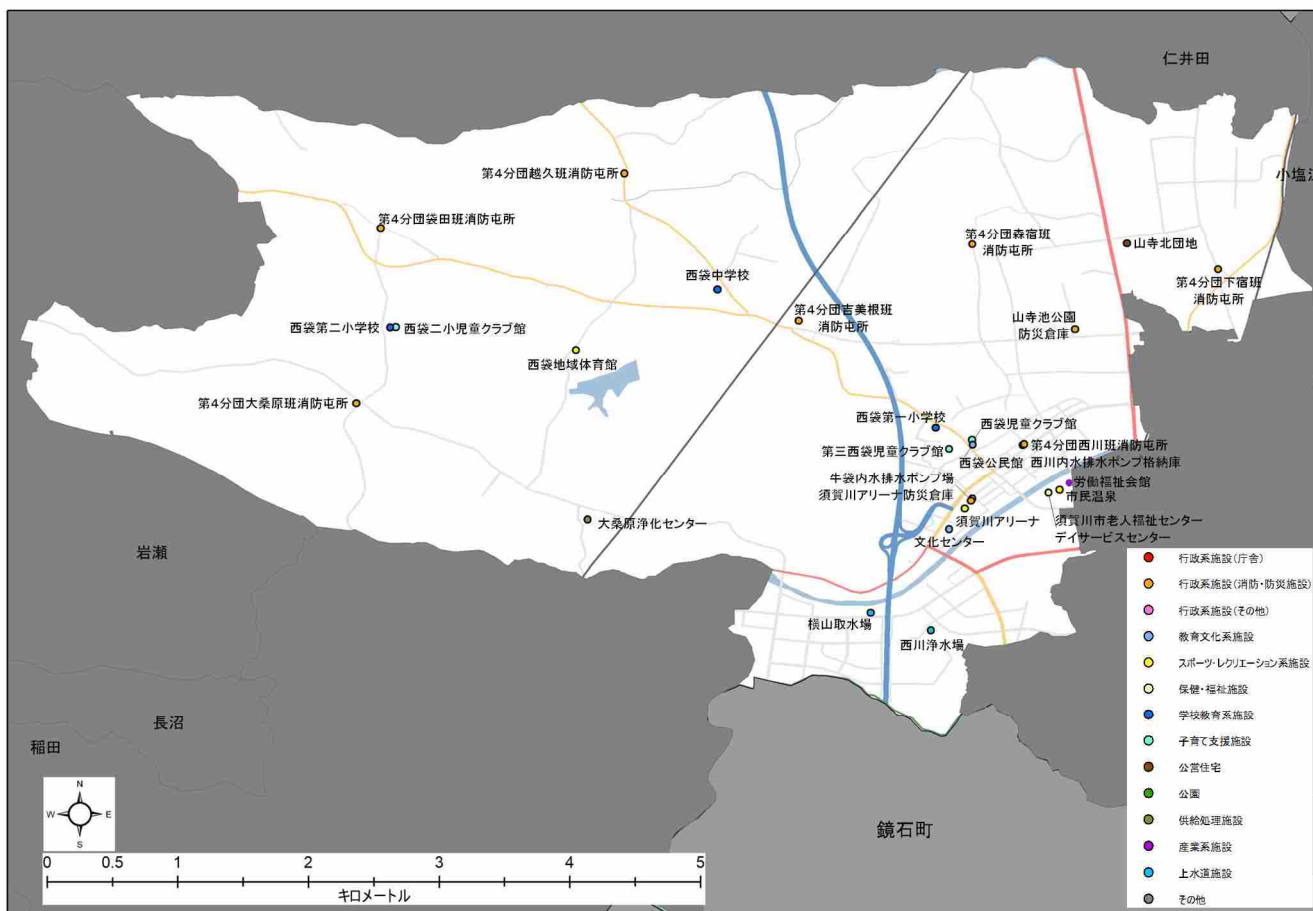 仁井田
小塩江
第4分団越久班消防屯所
第4分団袋田班消防屯所
第4分団森宿班
消防屯所
山寺北団地
第4分団下宿班
消防屯所
西袋中学校
第4分団吉美根班
消防屯所
山寺池公園
防災倉庫
西袋第二小学校
西袋二小児童クラブ館
西袋地域体育館
第4分団大桑原班消防屯所
西袋第一小学校
西袋児童クラブ館
第三西袋児童クラブ館
西袋公民館
第4分団西川班消防屯所
西川内水排水ポンプ格納庫
牛袋内水排水ポンプ場
須賀川アリーナ防災倉庫
労働福祉会館
市民温泉
須賀川アリーナ
文化センター
須賀川市老人福祉センター
デイサービスセンター
大桑原浄化センター
岩瀬
横山取水場
西川浄水場
長沼
稲田
鏡石町
N
W
E
S
0
0.5
1
2
3
4
5
キロメートル
行政系施設(庁舎)
行政系施設(消防・防災施設)
行政系施設(その他)
教育文化系施設
スポーツ・レクリエーション系施設
保健・福祉施設
学校教育系施設
子育て支援施設
公営住宅
公園
供給処理施設
産業系施設
上水道施設
その他